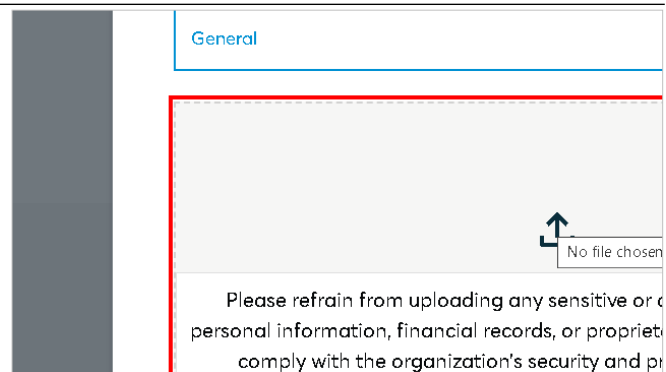 General
No file chosen
Please refrain from uploading any sensitive or
personal information, financial records, or
comply with the organization's security and